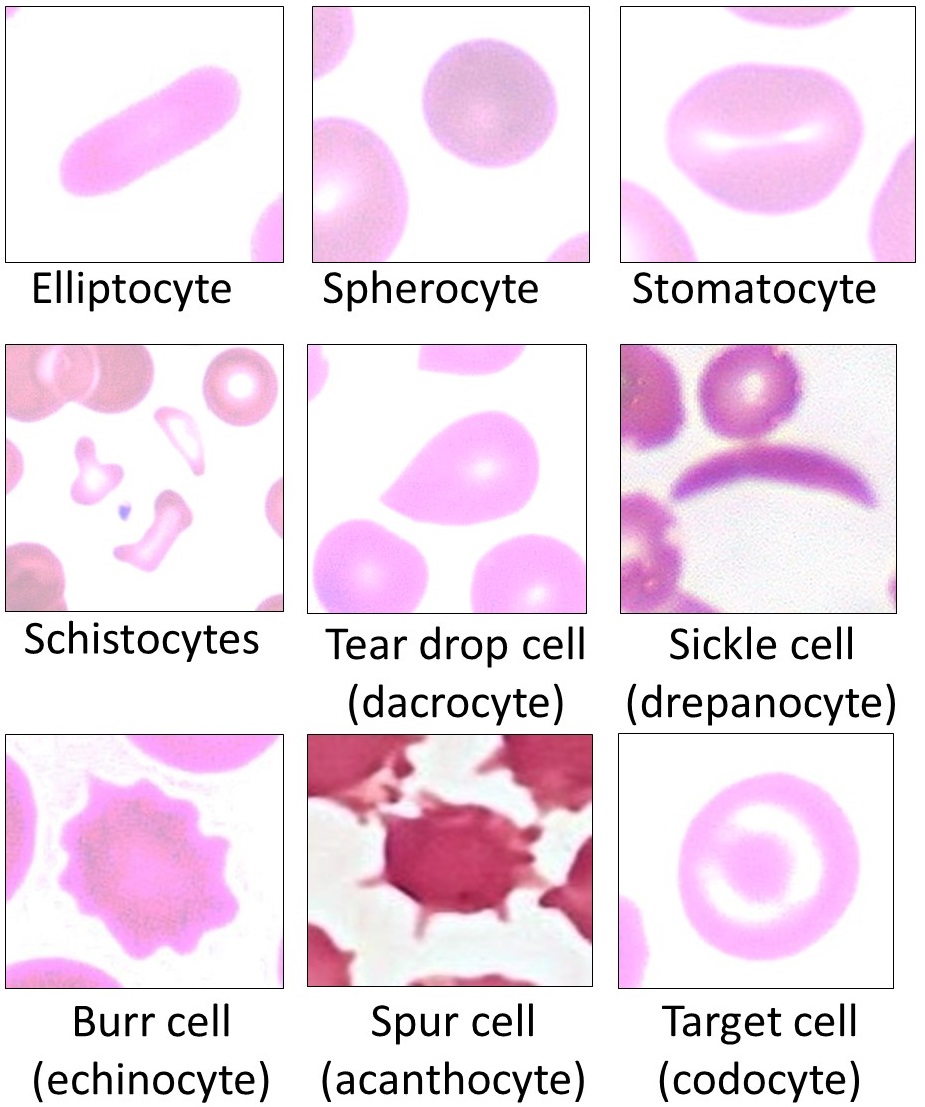 Elliptocyte
Spherocyte
Stomatocyte
Schistocytes
Tear drop cell
(dacrocyte)
Sickle cell
(drepanocyte)
Burr cell
(echinocyte)
Spur cell
(acanthocyte)
Target cell
(codocyte)